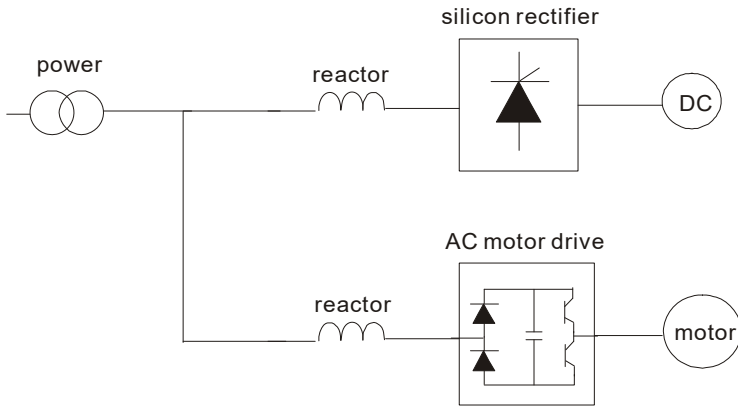 silicon rectifier
power
reactor
DC
AC motor drive
reactor
motor